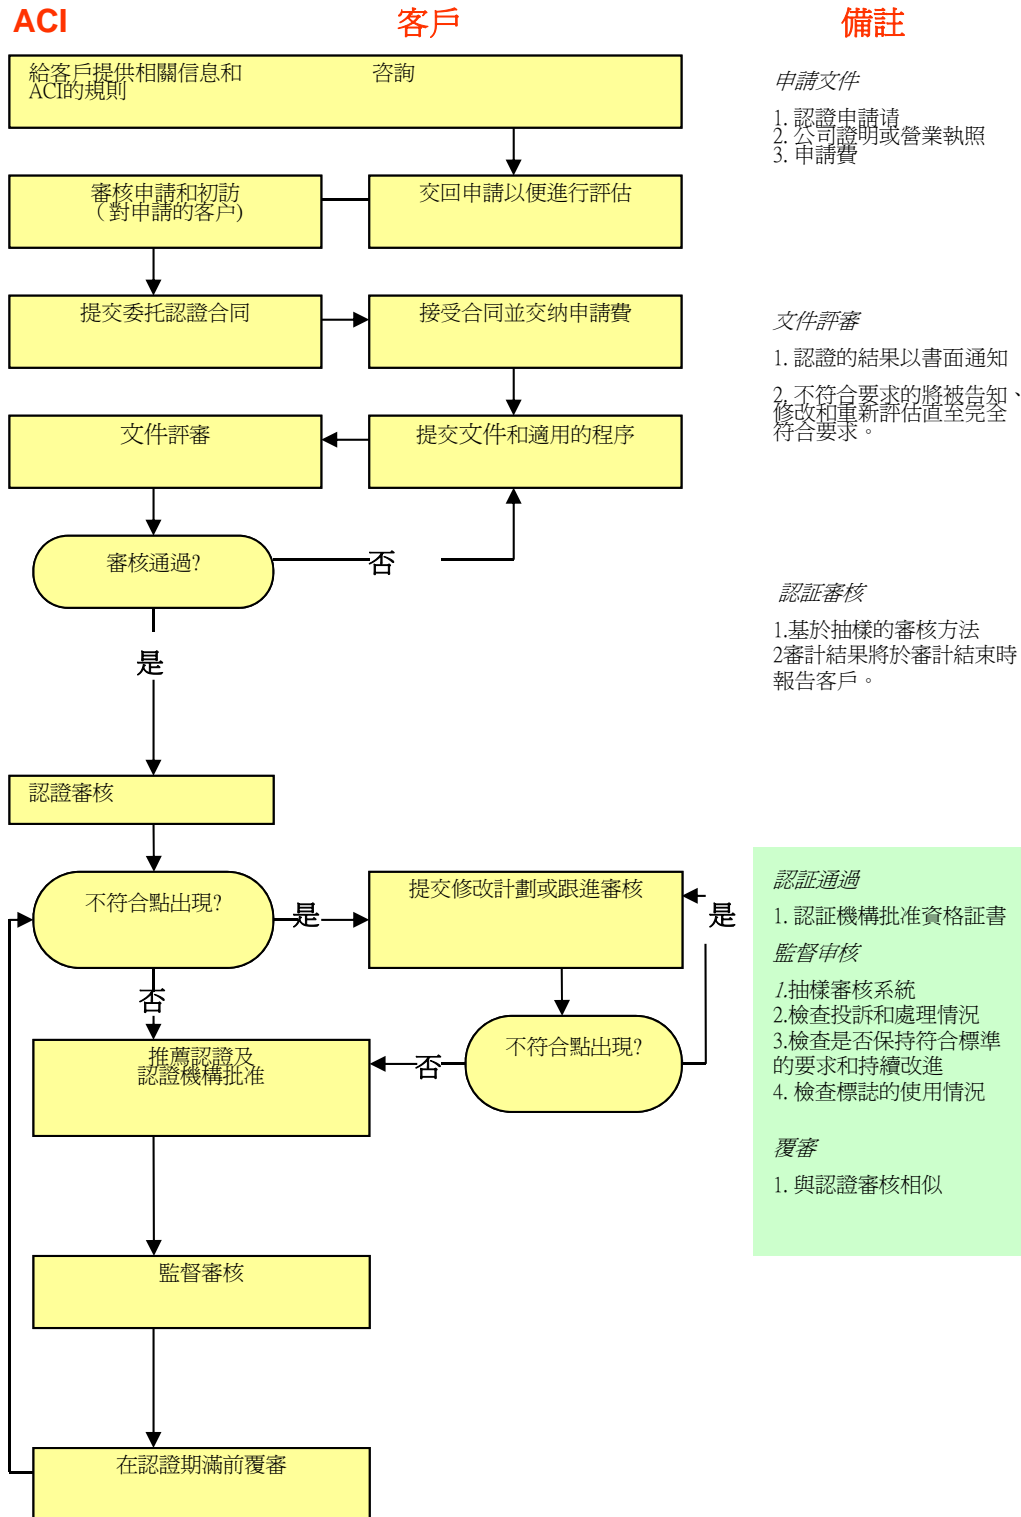 ACI
客戶
備註
給客戶提供相關信息和
ACI的規則
咨詢
申請文件
1. 認證申請请
2. 公司證明或營業執照
3. 申請費
審核申請和初訪
(對申請的客户)
交回申請以便進行評估
提交委托認證合同
接受合同並交纳申請費
文件評審
1. 認證的結果以書面通知
2. 不符合要求的將被告知、
修改和重新評估直至完全
符合要求。
文件評審
提交文件和適用的程序
審核通過?
否
是
認証審核
1.基於抽樣的審核方法
2審計結果將於審計結束時
報告客戶。
認證審核
不符合點出現?
是
提交修改計劃或跟進審核
是
否
不符合點出現?
否
推薦認證及
認證機構批准
認証通過
1. 認証機構批准資格証書
監督审核
1.抽樣審核系統
2.檢查投訴和處理情況
3.檢查是否保持符合標準
的要求和持續改進
4. 檢查標誌的使用情況
覆審
1. 與認證審核相似
監督審核
在認證期滿前覆審